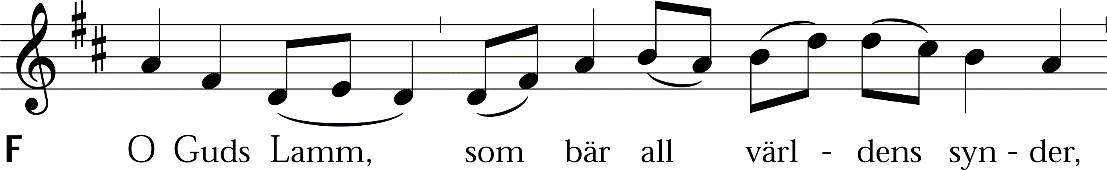 F O Guds Lamm, som bär all värl - dens syn - der,